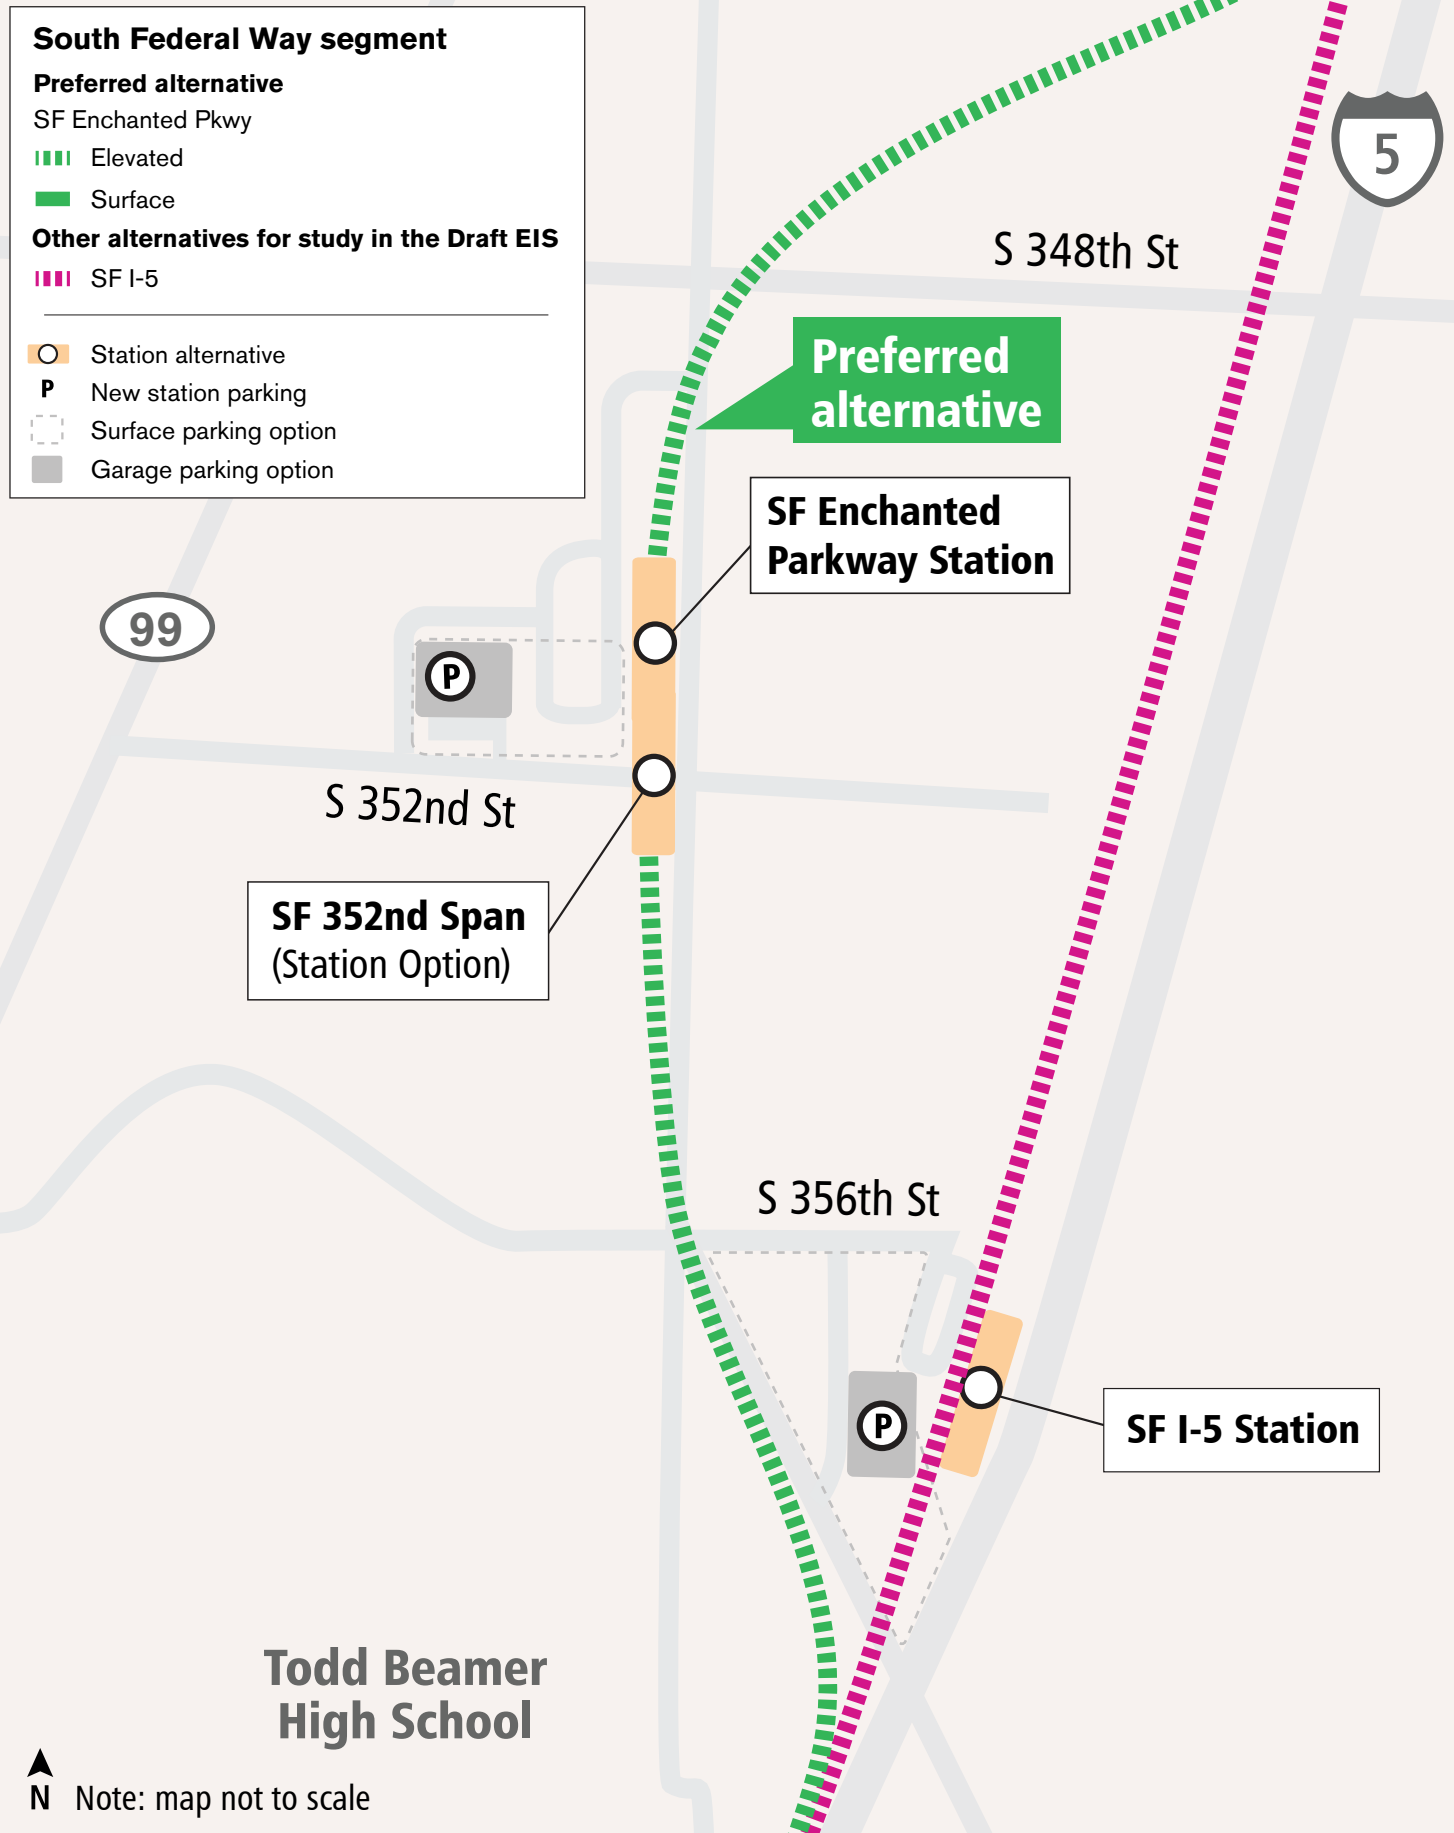 South Federal Way segment
Preferred alternative
SF Enchanted Pkwy
Elevated
Surface
Other alternatives for study in the Draft EIS
SF I-5
Station alternative
P New station parking
Surface parking option
Garage parking option
5
S 348th St
Preferred
alternative
SF Enchanted
Parkway Station
99
P
S 352nd St
SF 352nd Span
(Station Option)
S 356th St
P
SF I-5 Station
Todd Beamer
High School
N Note: map not to scale